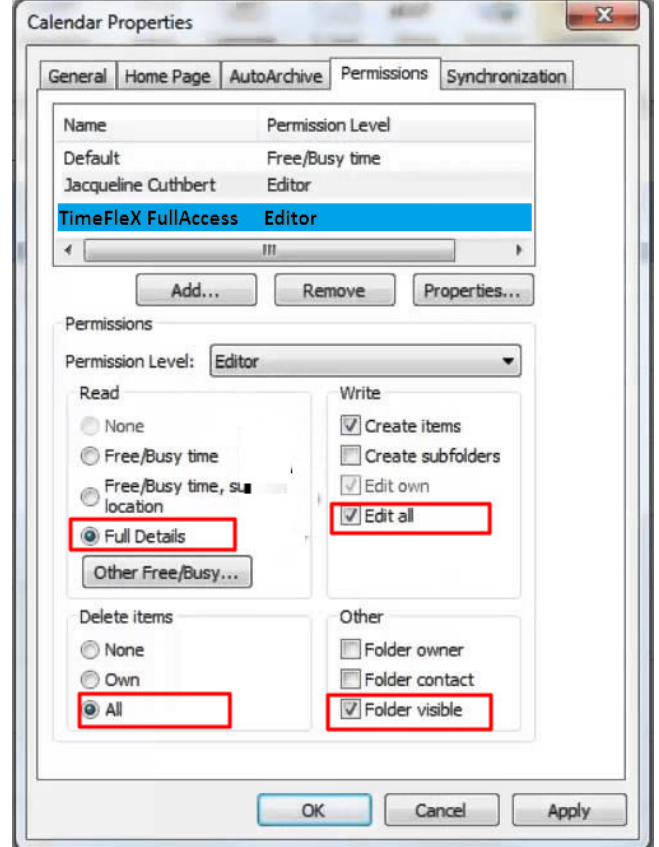 Calendar Properties
General Home Page AutoArchive Permissions Synchronization
Name Permission Level
Default Free/Busy time
Jacqueline Cuthbert Editor
TimeFleX FullAccess Editor
Add... Remove Properties...
Permissions
Permission Level: Editor
Read
None
Free/Busy time
Free/Busy time,
location
Full Details
Other Free/Busy...
Write
Create items
Create subfolders
Edit own
Edit all
Delete items
None
Own
All
Other
Folder owner
Folder contact
Folder visible
OK Cancel Apply